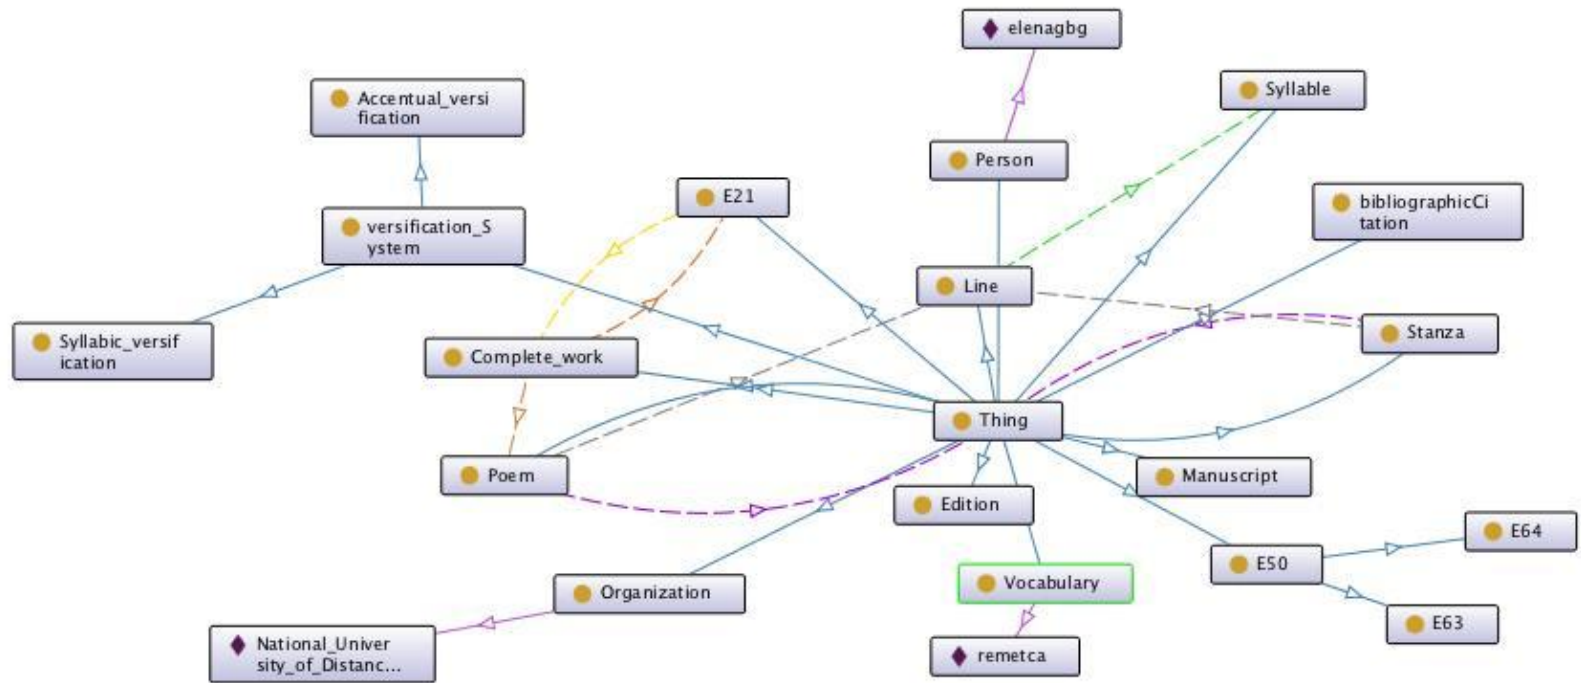 elenagbg
Syllable
Accentual_versi
fication
Person
E21
bibliographicCi
tation
versification_S
ystem
Line
Stanza
Syllabic_versif
ication
Complete_work
Thing
Poem
Manuscript
Edition
E64
E50
Vocabulary
Organization
E63
National_Univer
sity_of_Distanc...
remetca